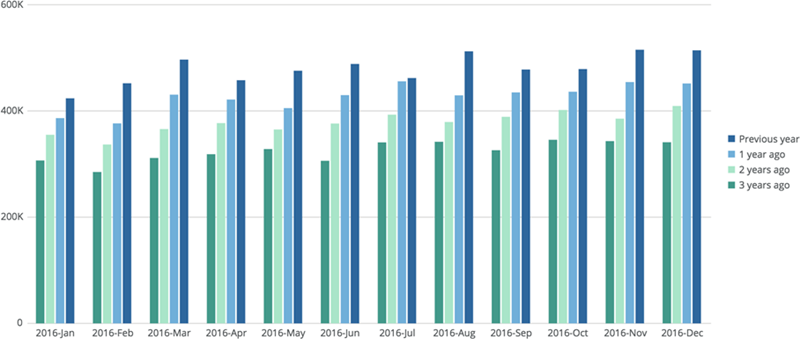 600K
400K
200K
0
2016-Jan 2016-Feb 2016-Mar 2016-Apr 2016-May 2016-Jun 2016-Jul 2016-Aug 2016-Sep 2016-Oct 2016-Nov 2016-Dec
Previous year
1 year ago
2 years ago
3 years ago